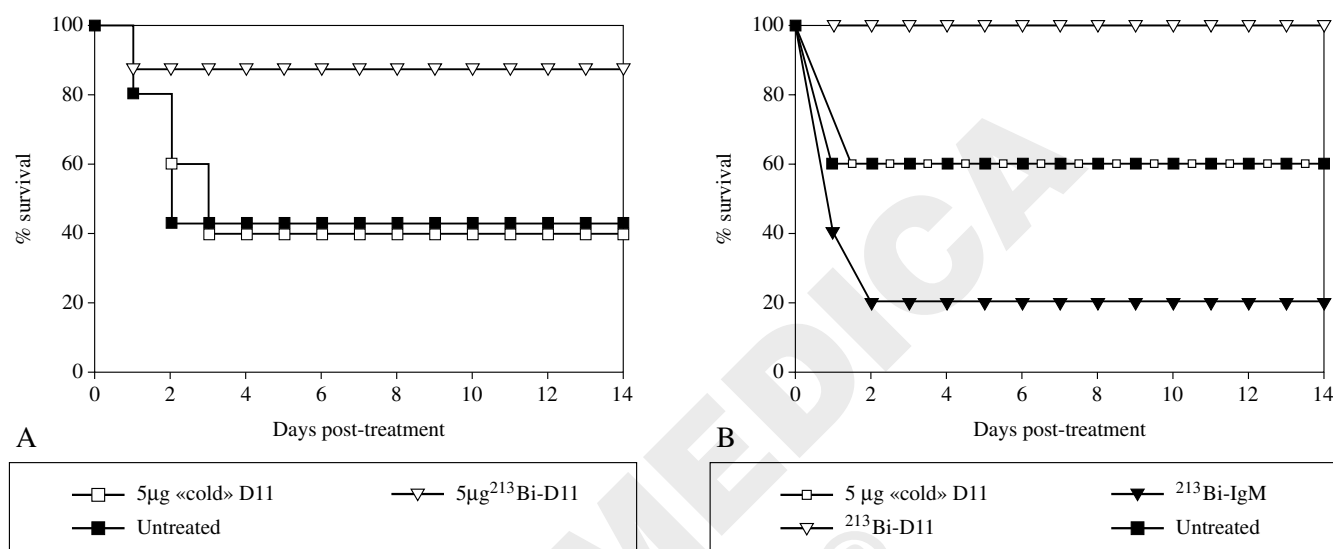 100
80
60
40
20
0
% survival
0 2 4 6 8 10 12 14
Days post-treatment
A
5µg «cold» D11
5µg²¹³Bi-D11
Untreated
100
80
60
40
20
0
% survival
0 2 4 6 8 10 12 14
Days post-treatment
B
5 µg «cold» D11
²¹³Bi-IgM
²¹³Bi-D11
Untreated
MEDICA
®